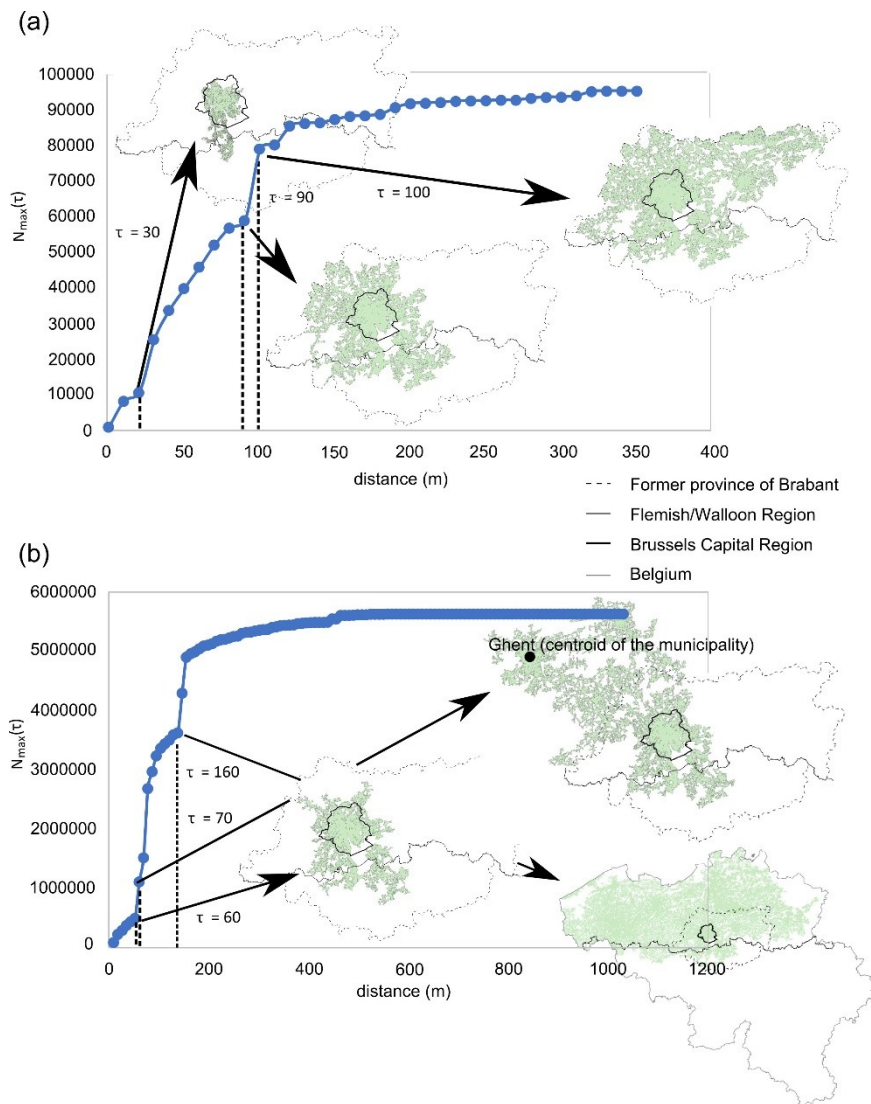 (a)
100000
90000
80000
70000
60000
50000
40000
30000
20000
10000
0
Nmax(τ)
τ = 30
τ = 90
τ = 100
0 50 100 150 200 250 300 350 400
distance (m)
Former province of Brabant
Flemish/Walloon Region
Brussels Capital Region
Belgium
(b)
6000000
5000000
4000000
3000000
2000000
1000000
0
Nmax(τ)
Ghent (centroid of the municipality)
τ = 160
τ = 70
τ = 60
0 200 400 600 800 1000 1200
distance (m)